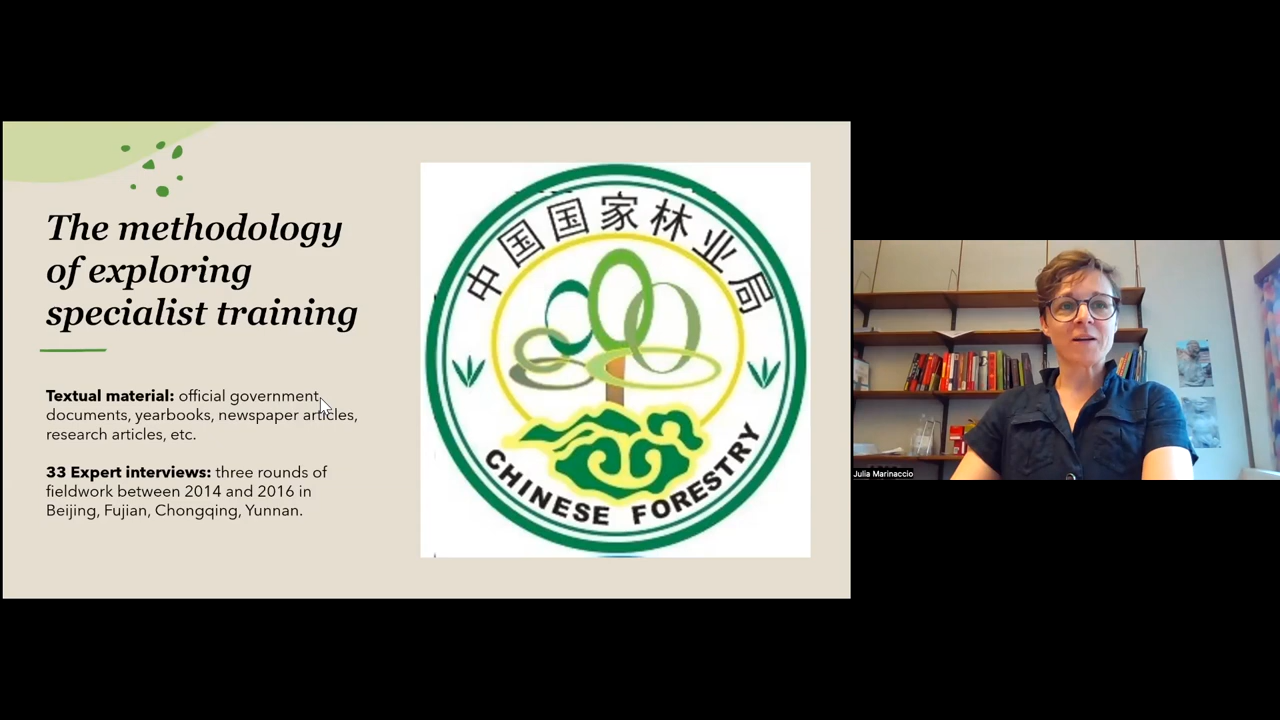 The methodology
of exploring
specialist training
Textual material: official government
documents, yearbooks, newspaper articles,
research articles, etc.
33 Expert interviews: three rounds of
fieldwork between 2014 and 2016 in
Beijing, Fujian, Chongqing, Yunnan.
中国国家林业局
CHINESE FORESTRY
Julia Marinaccio